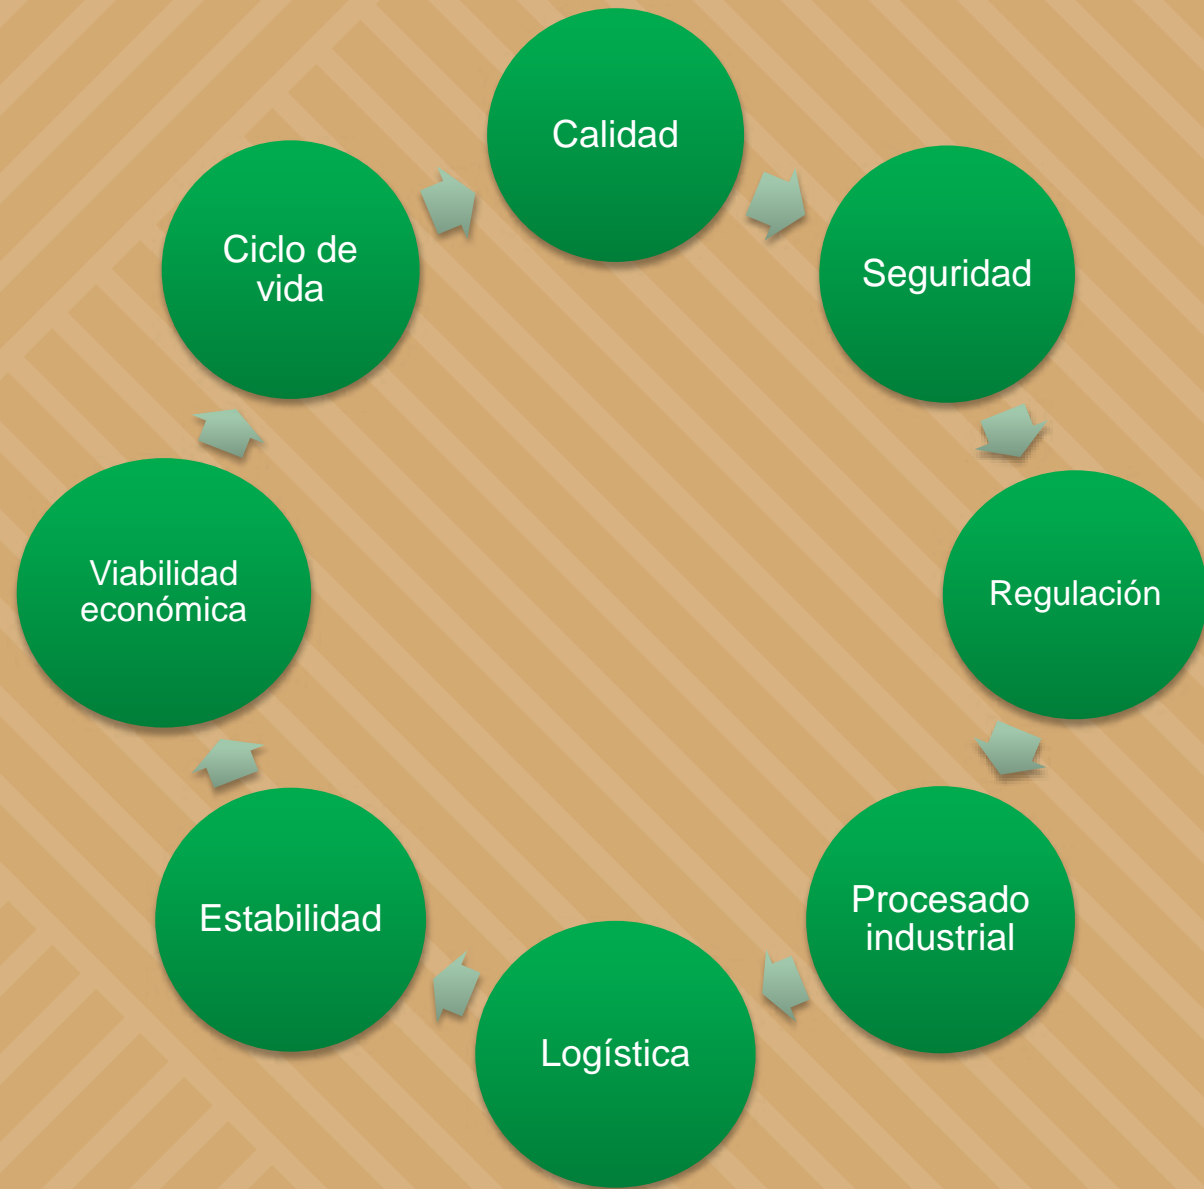 Calidad
Seguridad
Regulación
Procesado
industrial
Logística
Estabilidad
Viabilidad
económica
Ciclo de
vida